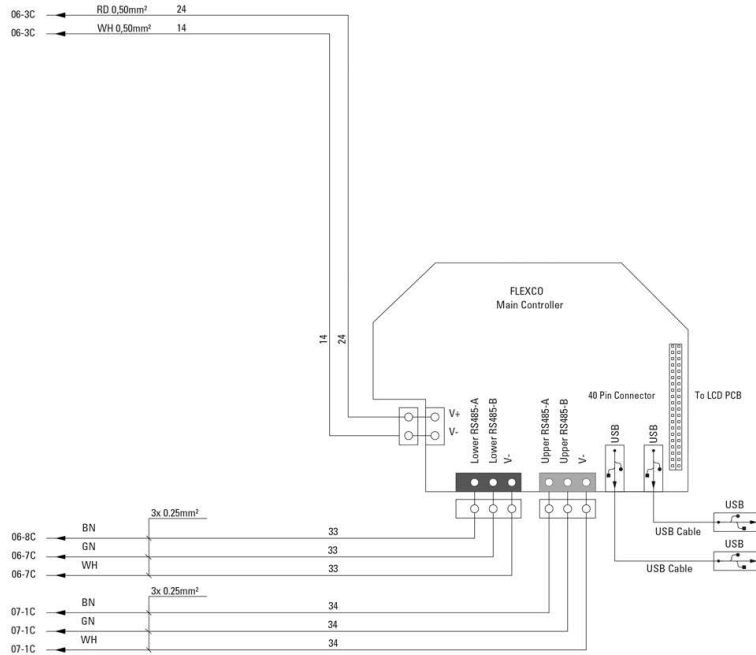 06-3C RD 0,50mm² 24
06-3C WH 0,50mm² 14
FLEXCO
Main Controller
14
24
40 Pin Connector
To LCD PCB
V+
V-
Lower RS485-A
Lower RS485-B
V-
Upper RS485-A
Upper RS485-B
V-
USB
USB
USB
USB Cable
USB
USB Cable
3x 0.25mm²
06-8C BN 33
06-7C GN 33
06-7C WH 33
3x 0.25mm²
07-1C BN 34
07-1C GN 34
07-1C WH 34